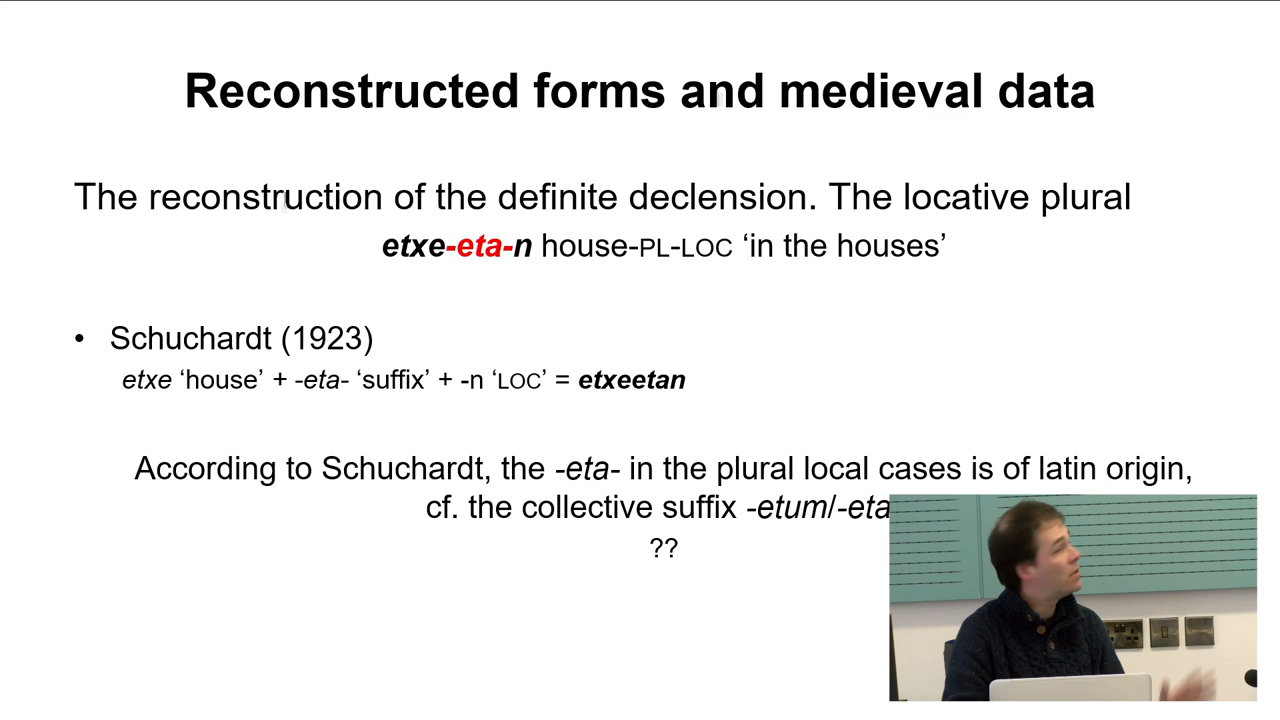 Reconstructed forms and medieval data
The reconstruction of the definite declension. The locative plural
etxe-eta-n house-PL-LOC ‘in the houses’
• Schuchardt (1923)
etxe ‘house’ + -eta- ‘suffix’ + -n ‘LOC’ = etxeetan
According to Schuchardt, the -eta- in the plural local cases is of latin origin,
cf. the collective suffix -etum/-eta
??